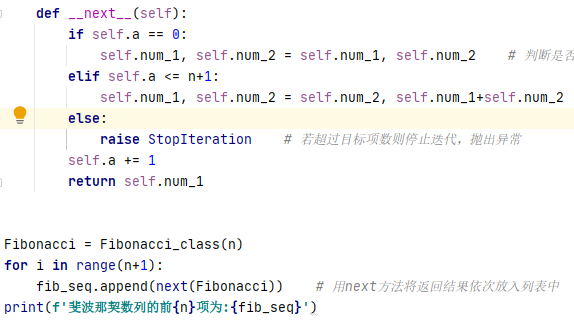 def __next__(self):
if self.a == 0:
self.num_1, self.num_2 = self.num_1, self.num_2 # 判断是否
elif self.a <= n+1:
self.num_1, self.num_2 = self.num_2, self.num_1+self.num_2
else:
raise StopIteration # 若超过目标项数则停止迭代，抛出异常
self.a += 1
return self.num_1
Fibonacci = Fibonacci_class(n)
for i in range(n+1):
fib_seq.append(next(Fibonacci)) # 用next方法将返回结果依次放入列表中
print(f'斐波那契数列的前{n}项为:{fib_seq}')